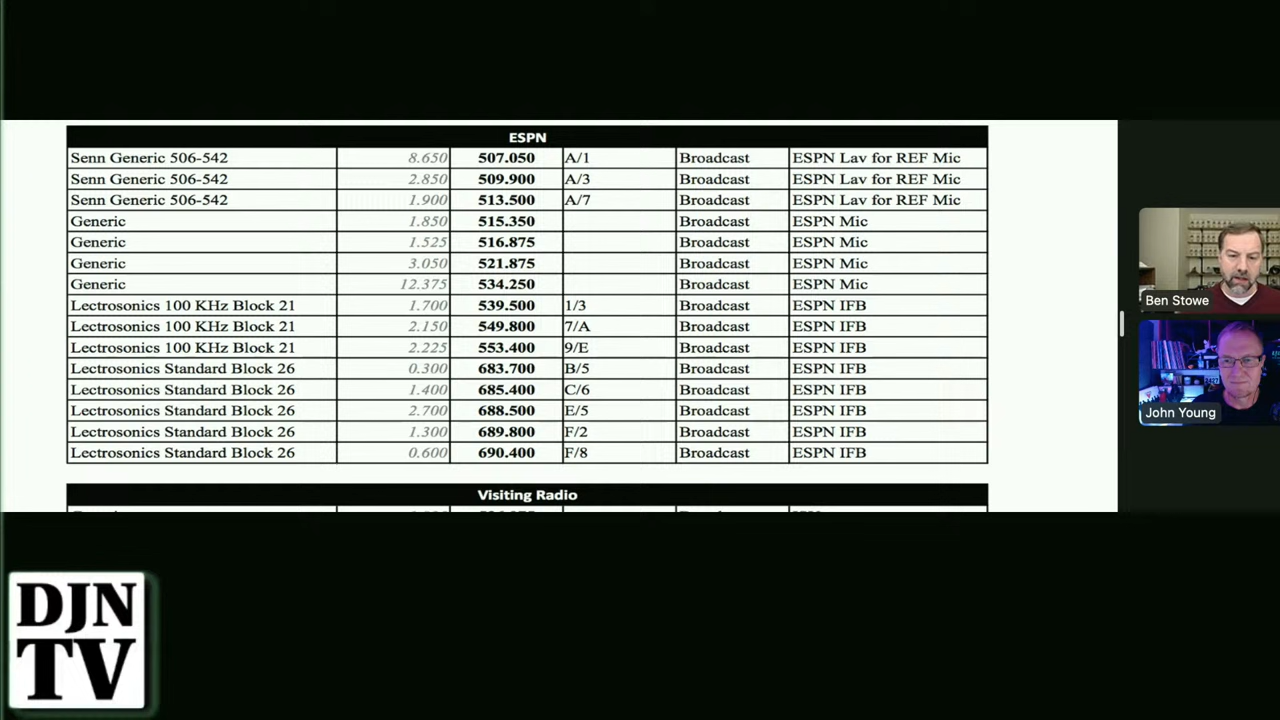 ESPN
Senn Generic 506-542 8.650 507.050 A/1 Broadcast ESPN Lav for REF Mic
Senn Generic 506-542 2.850 509.900 A/3 Broadcast ESPN Lav for REF Mic
Senn Generic 506-542 1.900 513.500 A/7 Broadcast ESPN Lav for REF Mic
Generic 1.850 515.350 Broadcast ESPN Mic
Generic 1.525 516.875 Broadcast ESPN Mic
Generic 3.050 521.875 Broadcast ESPN Mic
Generic 12.375 534.250 Broadcast ESPN Mic
Lectrosonics 100 KHz Block 21 1.700 539.500 1/3 Broadcast ESPN IFB
Lectrosonics 100 KHz Block 21 2.150 549.800 7/A Broadcast ESPN IFB
Lectrosonics 100 KHz Block 21 2.225 553.400 9/E Broadcast ESPN IFB
Lectrosonics Standard Block 26 0.300 683.700 B/5 Broadcast ESPN IFB
Lectrosonics Standard Block 26 1.400 685.400 C/6 Broadcast ESPN IFB
Lectrosonics Standard Block 26 2.700 688.500 E/5 Broadcast ESPN IFB
Lectrosonics Standard Block 26 1.300 689.800 F/2 Broadcast ESPN IFB
Lectrosonics Standard Block 26 0.600 690.400 F/8 Broadcast ESPN IFB
Visiting Radio
Ben Stowe
John Young
DJN
TV